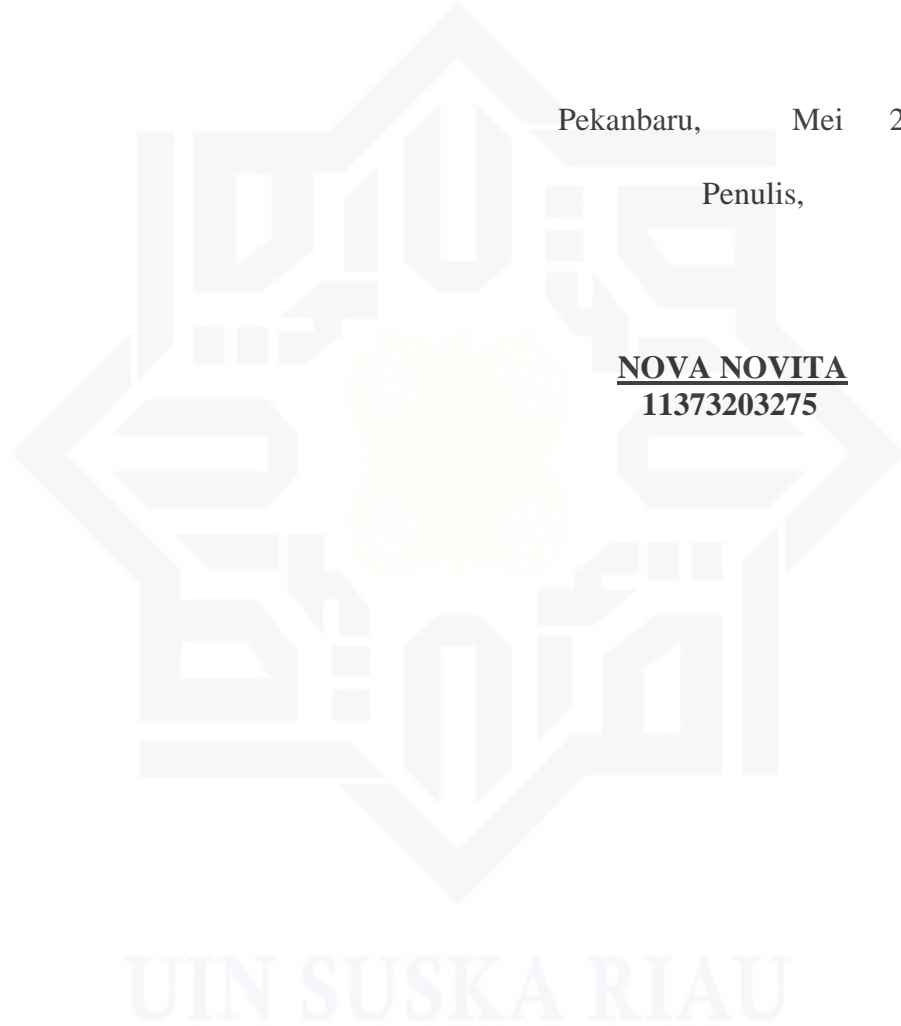 Pekanbaru, Mei 2
Penulis,
NOVA NOVITA
11373203275
UIN SUSKA RIAU